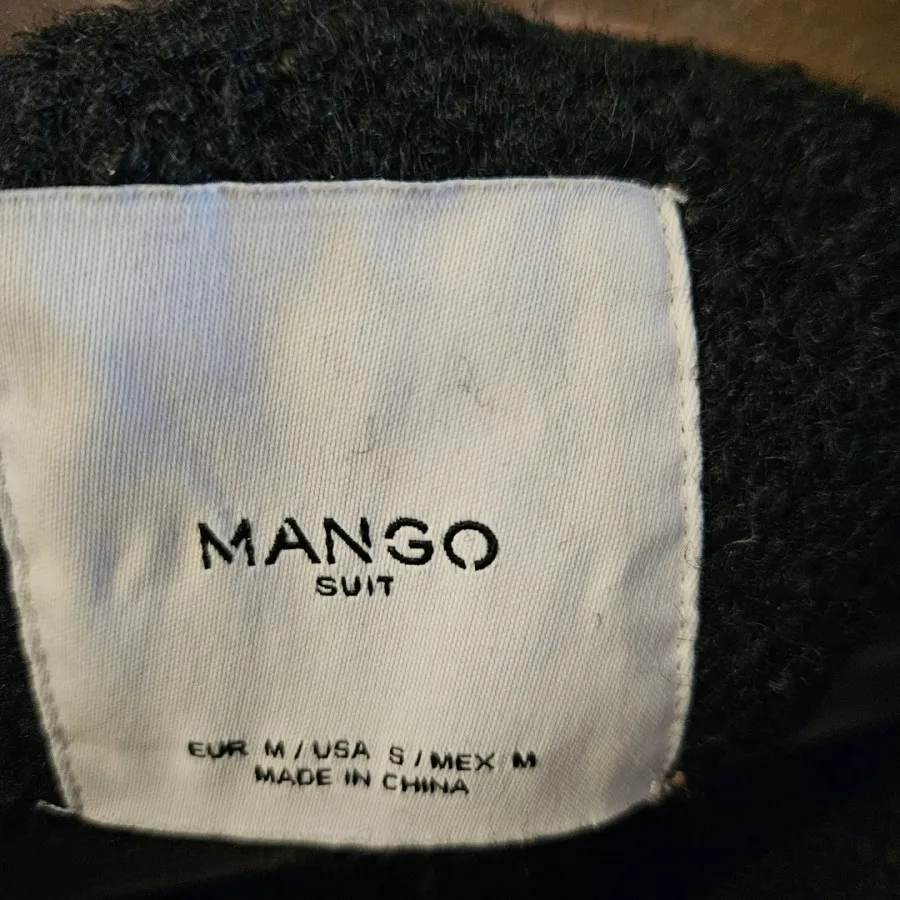 MANGO
SUIT
EUR M / USA S / MEX M
MADE IN CHINA